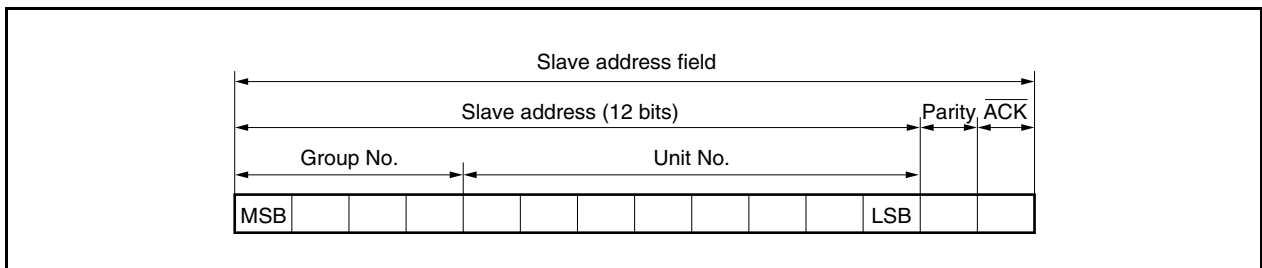 Slave address field
Slave address (12 bits) Parity ACK
Group No. Unit No.
MSB LSB